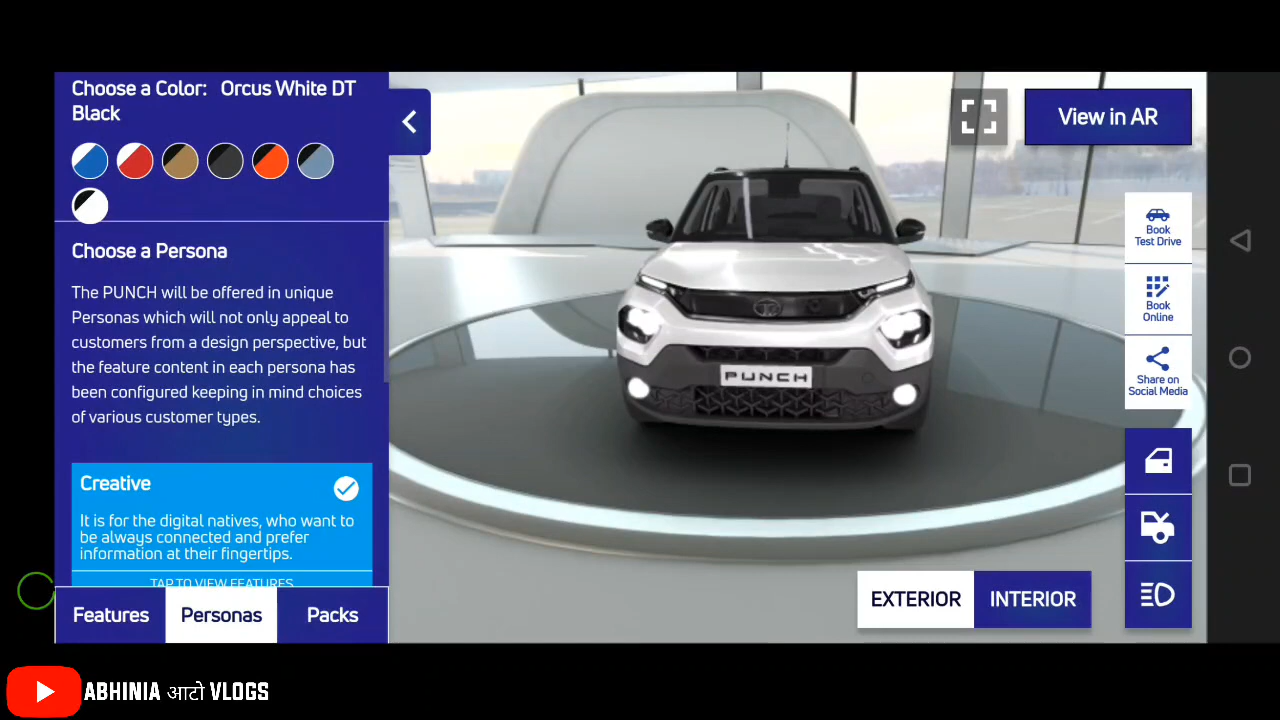 Choose a Color: Orcus White DT
Black
Choose a Persona
The PUNCH will be offered in unique
Personas which will not only appeal to
customers from a design perspective, but
the feature content in each persona has
been configured keeping in mind choices
of various customer types.
Creative
It is for the digital natives, who want to
be always connected and prefer
information at their fingertips.
TAP TO VIEW FEATURES
Features
Personas
Packs
View in AR
Book
Test Drive
Book
Online
Share on
Social Media
PUNCH
EXTERIOR
INTERIOR
ABHINIA आटो VLOGS